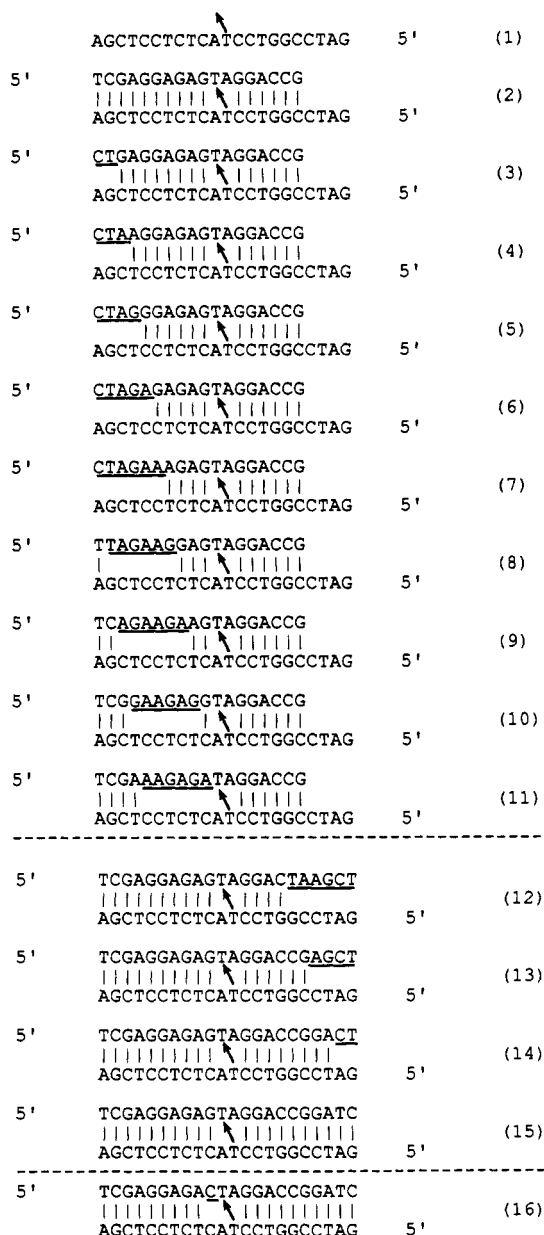 AGCTCCTCTCATCCTGGCCTAG 5' (1)
5' TCGAGGAGAGTAGGACCG
AGCTCCTCTCATCCTGGCCTAG 5' (2)
5' CTGAGGAGAGTAGGACCG
AGCTCCTCTCATCCTGGCCTAG 5' (3)
5' CTAAGGAGAGTAGGACCG
AGCTCCTCTCATCCTGGCCTAG 5' (4)
5' CTAGGGAGAGTAGGACCG
AGCTCCTCTCATCCTGGCCTAG 5' (5)
5' CTAGAGAGAGTAGGACCG
AGCTCCTCTCATCCTGGCCTAG 5' (6)
5' CTAGAAAGAGTAGGACCG
AGCTCCTCTCATCCTGGCCTAG 5' (7)
5' TTAGAAGGAGTAGGACCG
AGCTCCTCTCATCCTGGCCTAG 5' (8)
5' TCAGAAGAAGTAGGACCG
AGCTCCTCTCATCCTGGCCTAG 5' (9)
5' TCGGAAGAGGTAGGACCG
AGCTCCTCTCATCCTGGCCTAG 5' (10)
5' TCGAAAGAGATAGGACCG
AGCTCCTCTCATCCTGGCCTAG 5' (11)
5' TCGAGGAGAGTAGGACTAAGCT
AGCTCCTCTCATCCTGGCCTAG 5' (12)
5' TCGAGGAGAGTAGGACCGAGCT
AGCTCCTCTCATCCTGGCCTAG 5' (13)
5' TCGAGGAGAGTAGGACCGGACT
AGCTCCTCTCATCCTGGCCTAG 5' (14)
5' TCGAGGAGAGTAGGACCGGATC
AGCTCCTCTCATCCTGGCCTAG 5' (15)
5' TCGAGGAGACTAGGACCGGATC
AGCTCCTCTCATCCTGGCCTAG 5' (16)